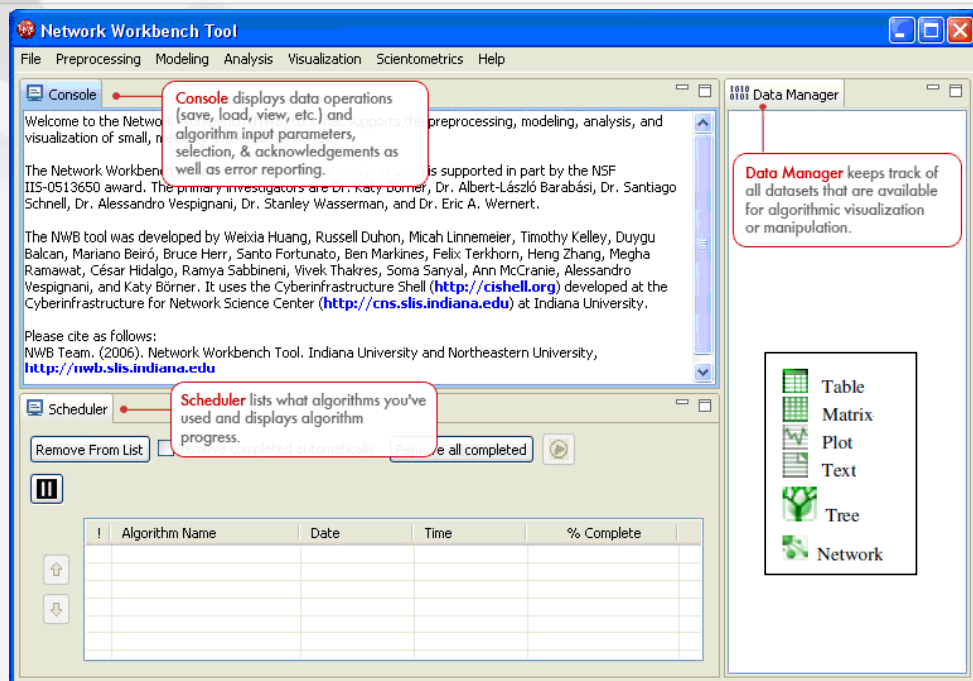 Network Workbench Tool
File Preprocessing Modeling Analysis Visualization Scientometrics Help
Console
Console displays data operations
(save, load, view, etc.) and
algorithm input parameters,
selection, & acknowledgements as
well as error reporting.
Welcome to the Netwo supports the preprocessing, modeling, analysis, and
visualization of small, m
The Network Workben is supported in part by the NSF
IIS-0513650 award. The primary investigators are Dr. Katy Börner, Dr. Albert-László Barabási, Dr. Santiago
Schnell, Dr. Alessandro Vespignani, Dr. Stanley Wasserman, and Dr. Eric A. Wernert.
The NWB tool was developed by Weixia Huang, Russell Duhon, Micah Linnemeier, Timothy Kelley, Duygu
Balcan, Mariano Beiró, Bruce Herr, Santo Fortunato, Ben Markines, Felix Terkhorn, Heng Zhang, Megha
Ramawat, César Hidalgo, Ramya Sabbineni, Vivek Thakres, Soma Sanyal, Ann McCranie, Alessandro
Vespignani, and Katy Börner. It uses the Cyberinfrastructure Shell (http://cishell.org) developed at the
Cyberinfrastructure for Network Science Center (http://cns.slis.indiana.edu) at Indiana University.
Please cite as follows:
NWB Team. (2006). Network Workbench Tool. Indiana University and Northeastern University,
http://nwb.slis.indiana.edu
Scheduler
Scheduler lists what algorithms you've
used and displays algorithm
progress.
Remove From List Remove completed automatically Remove all completed
! Algorithm Name Date Time % Complete
Data Manager
Data Manager keeps track of
all datasets that are available
for algorithmic visualization
or manipulation.
Table
Matrix
Plot
Text
Tree
Network